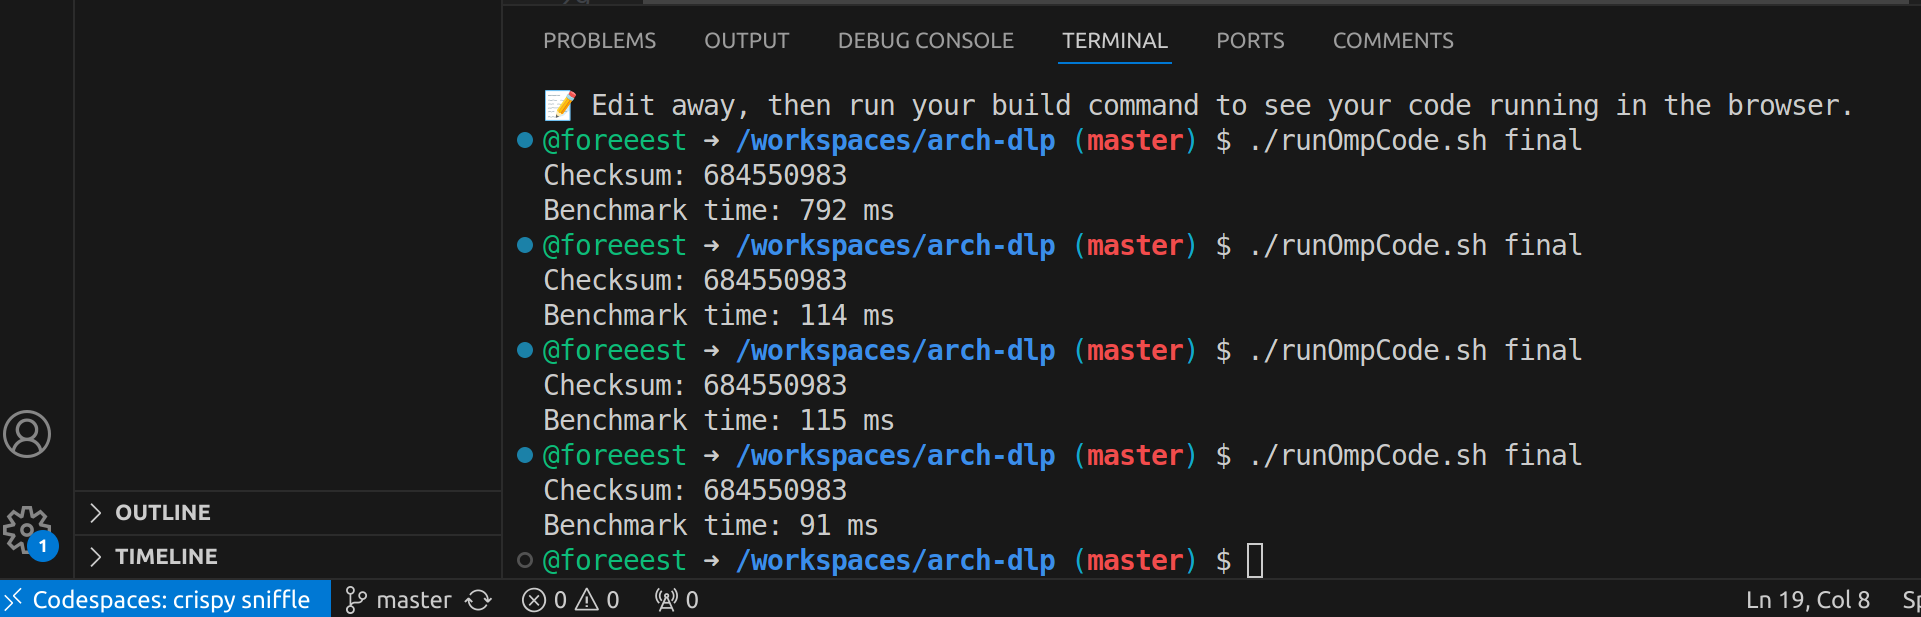 PROBLEMS OUTPUT DEBUG CONSOLE TERMINAL PORTS COMMENTS
📝 Edit away, then run your build command to see your code running in the browser.
@foreeest ➜ /workspaces/arch-dlp (master) $ ./runOmpCode.sh final
Checksum: 684550983
Benchmark time: 792 ms
@foreeest ➜ /workspaces/arch-dlp (master) $ ./runOmpCode.sh final
Checksum: 684550983
Benchmark time: 114 ms
@foreeest ➜ /workspaces/arch-dlp (master) $ ./runOmpCode.sh final
Checksum: 684550983
Benchmark time: 115 ms
@foreeest ➜ /workspaces/arch-dlp (master) $ ./runOmpCode.sh final
Checksum: 684550983
Benchmark time: 91 ms
@foreeest ➜ /workspaces/arch-dlp (master) $
OUTLINE
1
TIMELINE
Codespaces: crispy sniffle master 0 0 0 Ln 19, Col 8